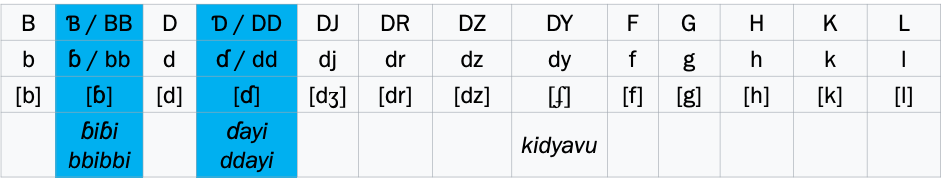 B Ɓ / BB D Ɗ / DD DJ DR DZ DY F G H K L
b ɓ / bb d ɗ / dd dj dr dz dy f g h k l
[b] [ɓ] [d] [ɗ] [dʒ] [dr] [dz] [ʄ] [f] [g] [h] [k] [l]
ɓiɓi ɗayi
kidyavu
bbibbi ddayi